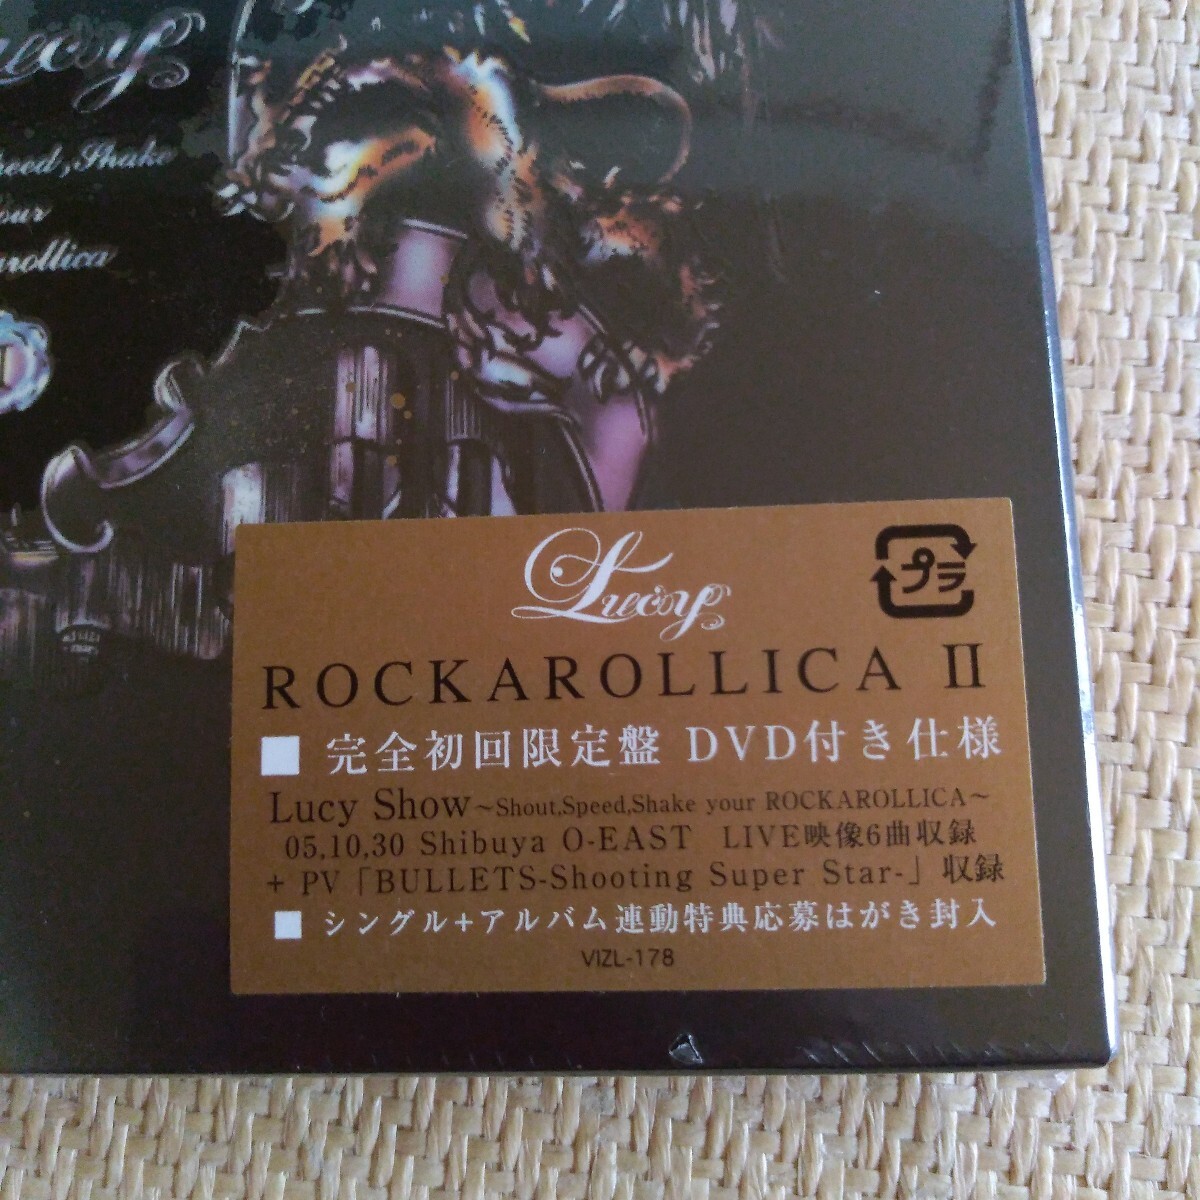 Shake
プラ
Lucy
ROCKAROLLICA II
■ 完全初回限定盤 DVD付き仕様
Lucy Show～Shout,Speed,Shake your ROCKAROLLICA～
05,10,30 Shibuya O-EAST LIVE映像6曲収録
+ PV「BULLETS-Shooting Super Star-」収録
■ シングル+アルバム連動特典応募はがき封入
VIZL-178